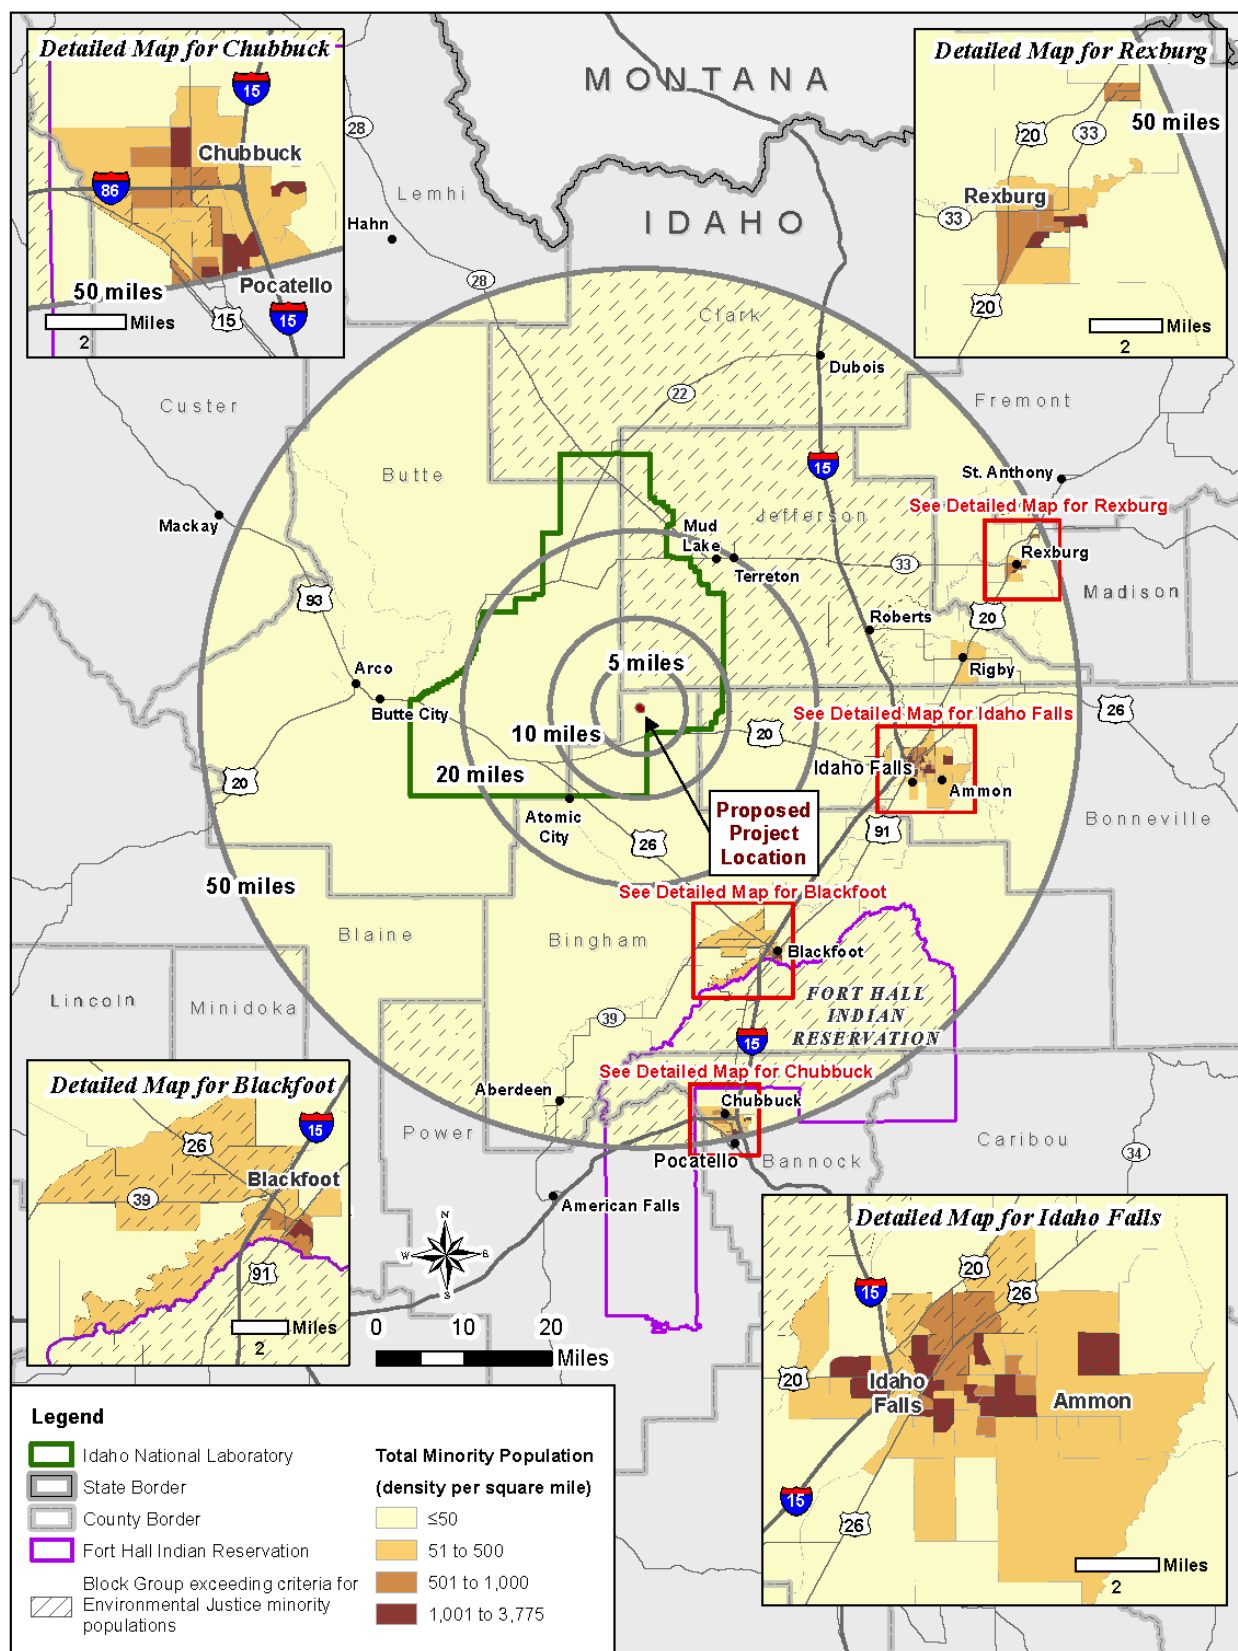 Detailed Map for Chubbuck
15
Chubbuck
86
50 miles
Pocatello
Miles
2
15
15
Detailed Map for Rexburg
20
33
50 miles
Rexburg
33
20
Miles
2
MONTANA
IDAHO
28
Lemhi
Hahn
28
Clark
Dubois
22
Custer
Fremont
Butte
15
St. Anthony
See Detailed Map for Rexburg
Mackay
Jefferson
Mud
Lake
Terreton
33
Rexburg
93
Madison
20
Roberts
5 miles
Arco
Rigby
Butte City
See Detailed Map for Idaho Falls
26
10 miles
20
20 miles
20
Idaho Falls
Ammon
Atomic
City
Proposed
Project
Location
Bonneville
91
26
50 miles
See Detailed Map for Blackfoot
Blaine
Bingham
Blackfoot
Lincoln
Minidoka
FORT HALL
INDIAN
RESERVATION
39
15
See Detailed Map for Chubbuck
Aberdeen
Chubbuck
Power
Caribou
34
Pocatello
Bannock
American Falls
N
W
E
S
0 10 20
Miles
Detailed Map for Blackfoot
15
26
Blackfoot
39
91
Miles
2
Detailed Map for Idaho Falls
20
15
26
20
Idaho
Falls
Ammon
15
26
Miles
2
Legend
Idaho National Laboratory
State Border
County Border
Fort Hall Indian Reservation
Block Group exceeding criteria for
Environmental Justice minority
populations
Total Minority Population
(density per square mile)
≤50
51 to 500
501 to 1,000
1,001 to 3,775